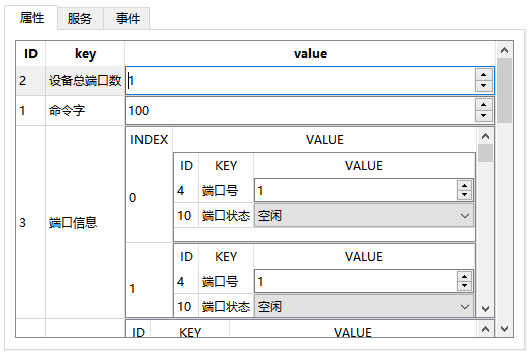 属性 服务 事件
ID key value
2 设备总端口数 1
1 命令字 100
INDEX VALUE
ID KEY VALUE
0
4 端口号 1
10 端口状态 空闲
3 端口信息
ID KEY VALUE
4 端口号 1
1
10 端口状态 空闲
ID KEY VALUE